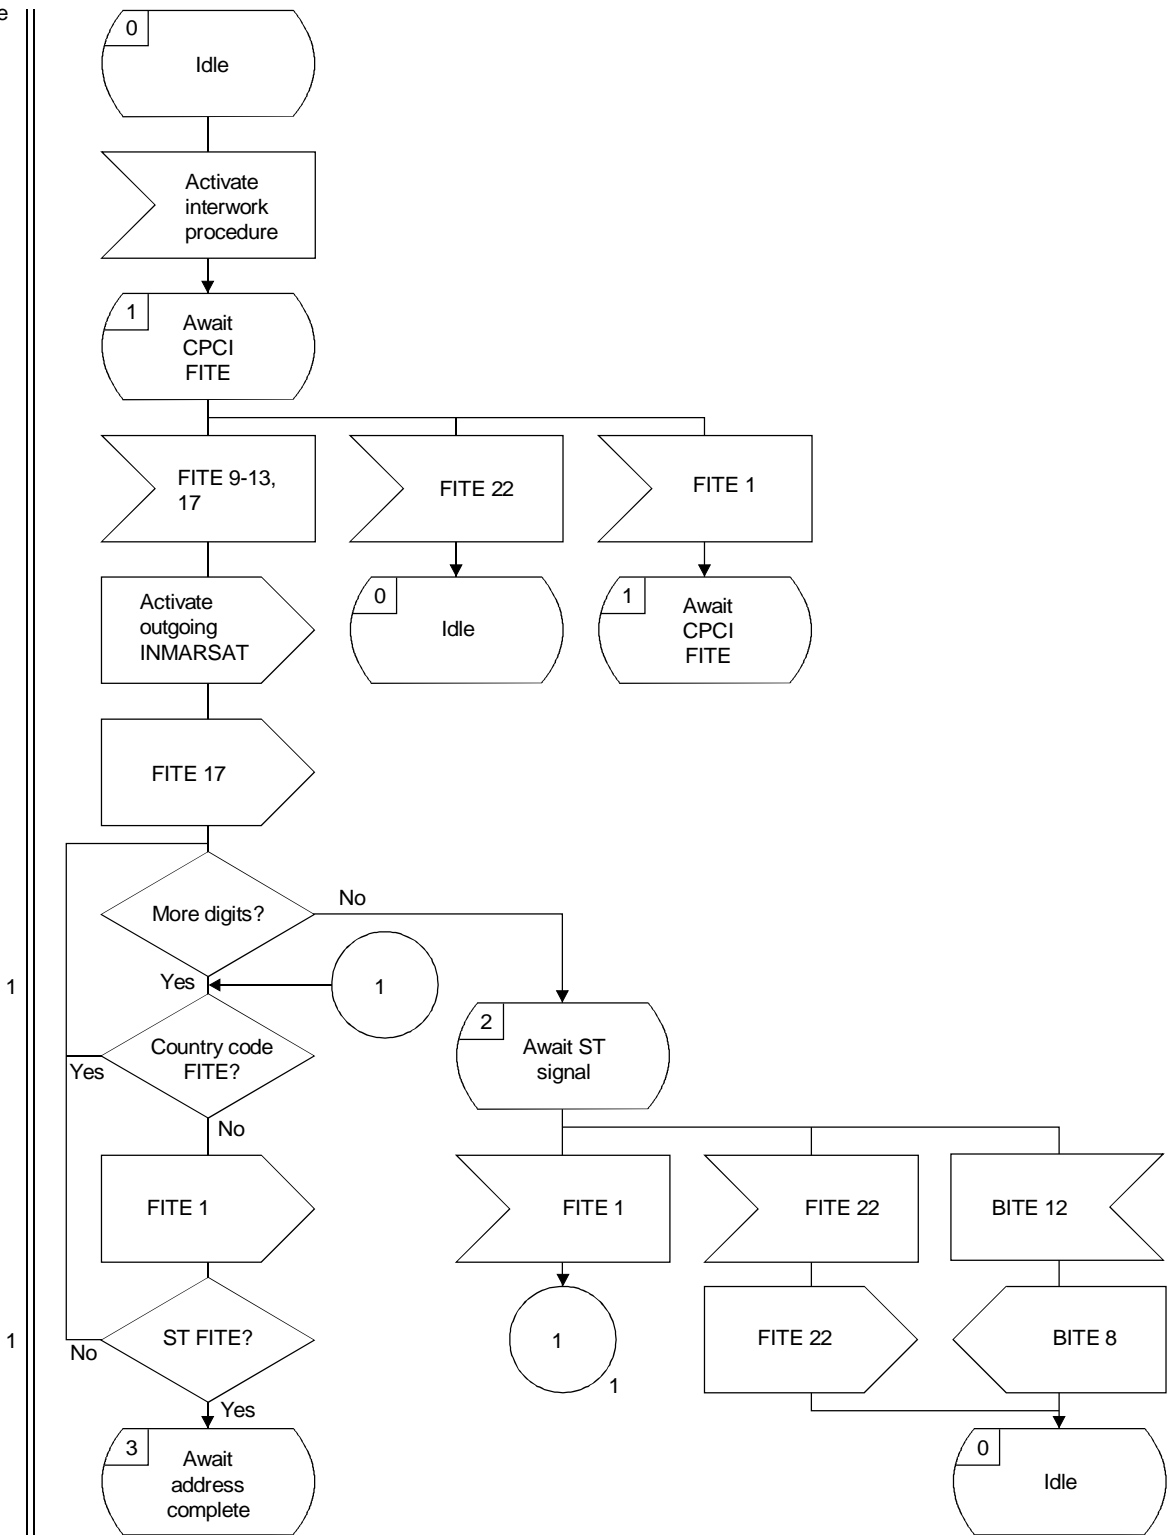 e
0
Idle
Activate
interwork
procedure
1
Await
CPCI
FITE
FITE 9-13,
17
FITE 22
FITE 1
Activate
outgoing
INMARSAT
0
Idle
1
Await
CPCI
FITE
FITE 17
More digits?
No
Yes
1
1
Country code
FITE?
Yes
No
2
Await ST
signal
FITE 1
FITE 1
FITE 22
BITE 12
1
ST FITE?
No
Yes
1
1
FITE 22
BITE 8
3
Await
address
complete
0
Idle